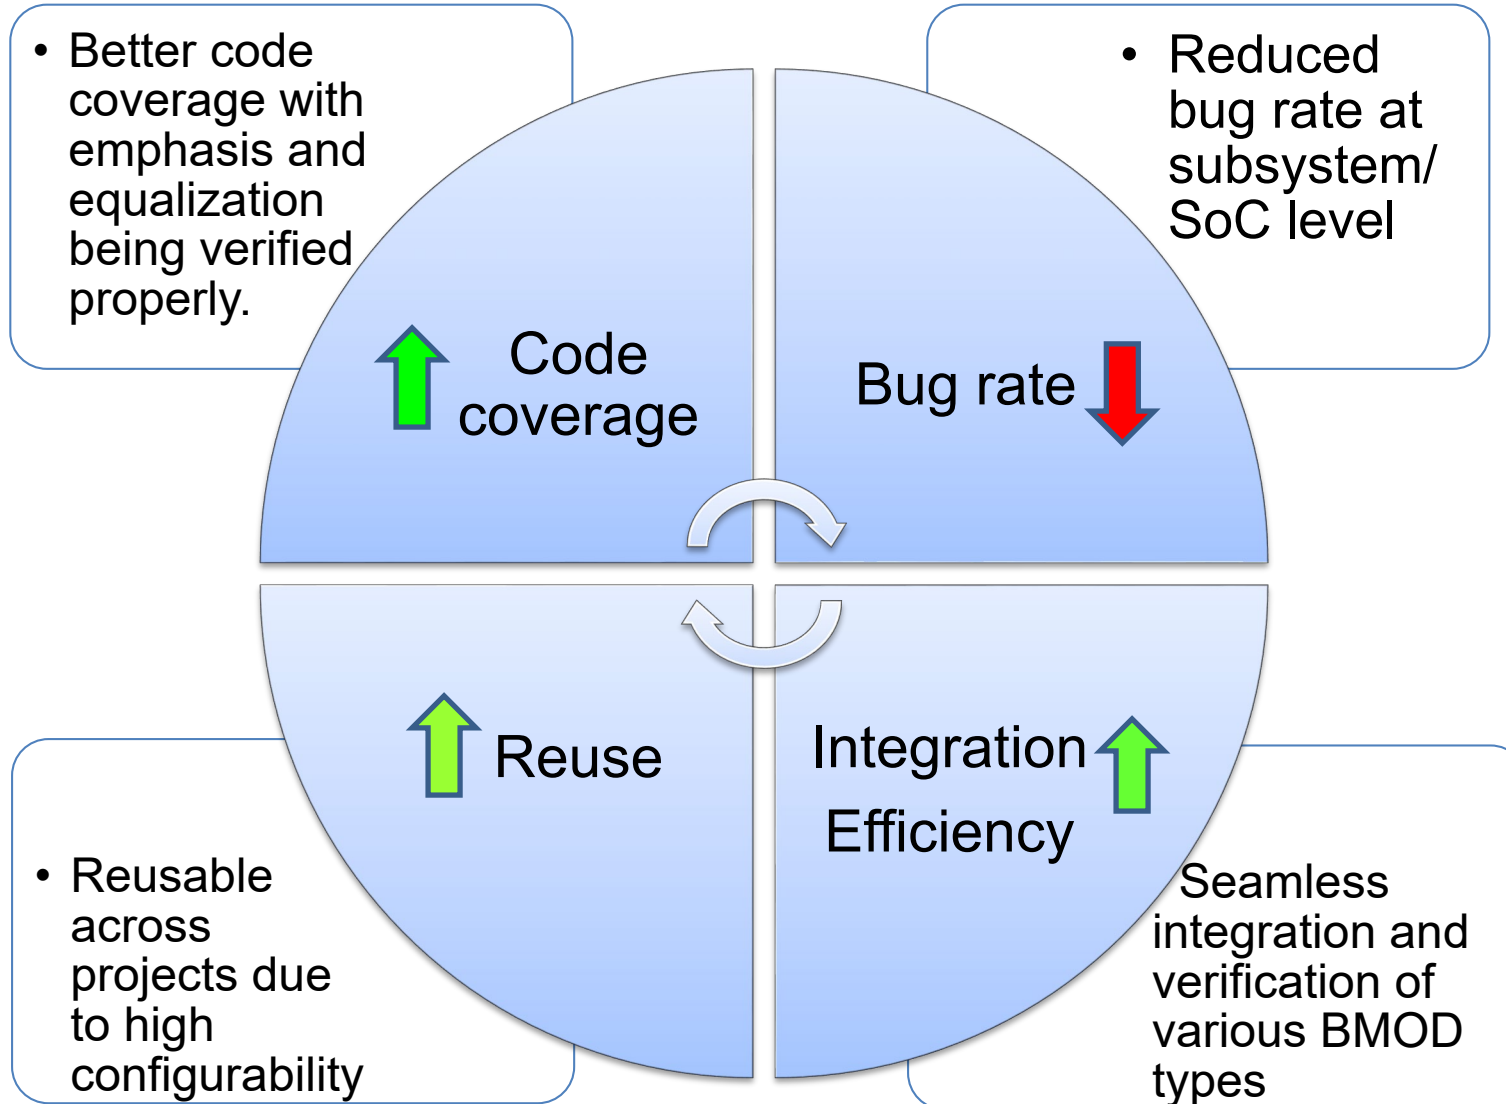 • Better code
coverage with
emphasis and
equalization
being verified
properly.
• Reduced
bug rate at
subsystem/
SoC level
Code
coverage
Bug rate
Reuse
Integration
Efficiency
• Reusable
across
projects due
to high
configurability
Seamless
integration and
verification of
various BMOD
types